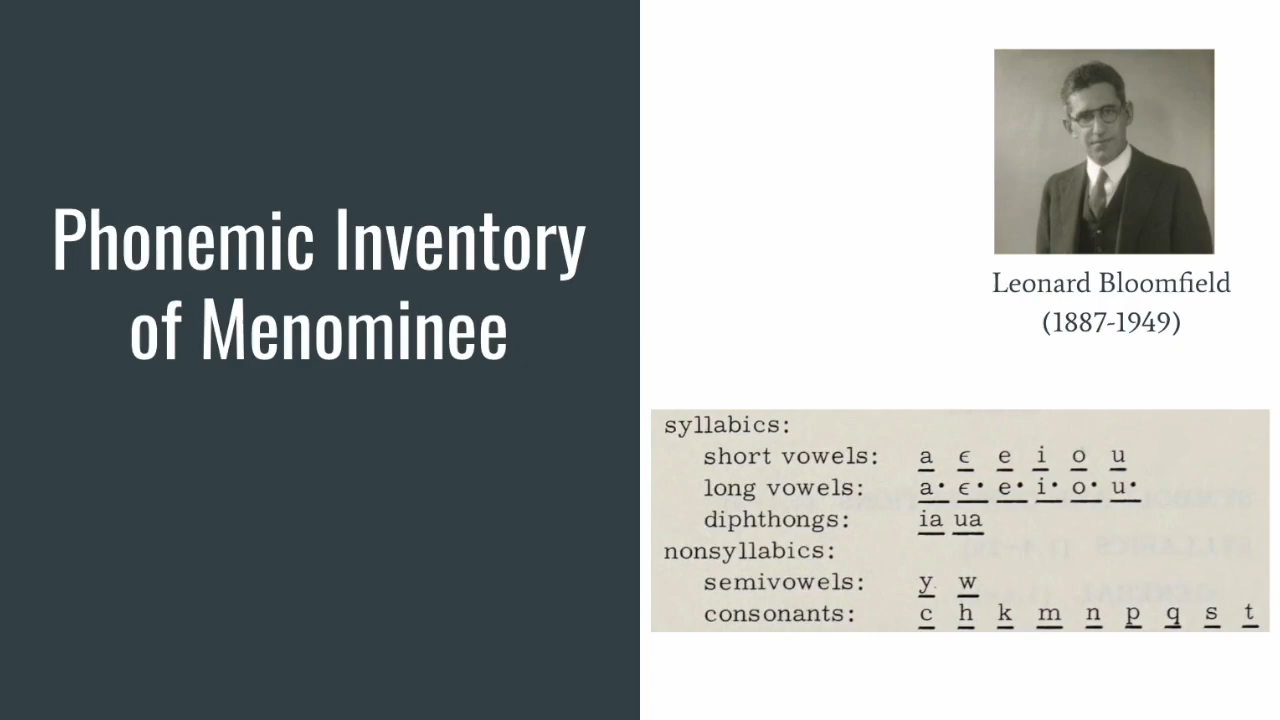 Phonemic Inventory
of Menominee
Leonard Bloomfield
(1887-1949)
syllabics:
short vowels: a ϵ e i o u
long vowels: a· ϵ· e· i· o· u·
diphthongs: ia ua
nonsyllabics:
semivowels: y w
consonants: c h k m n p q s t